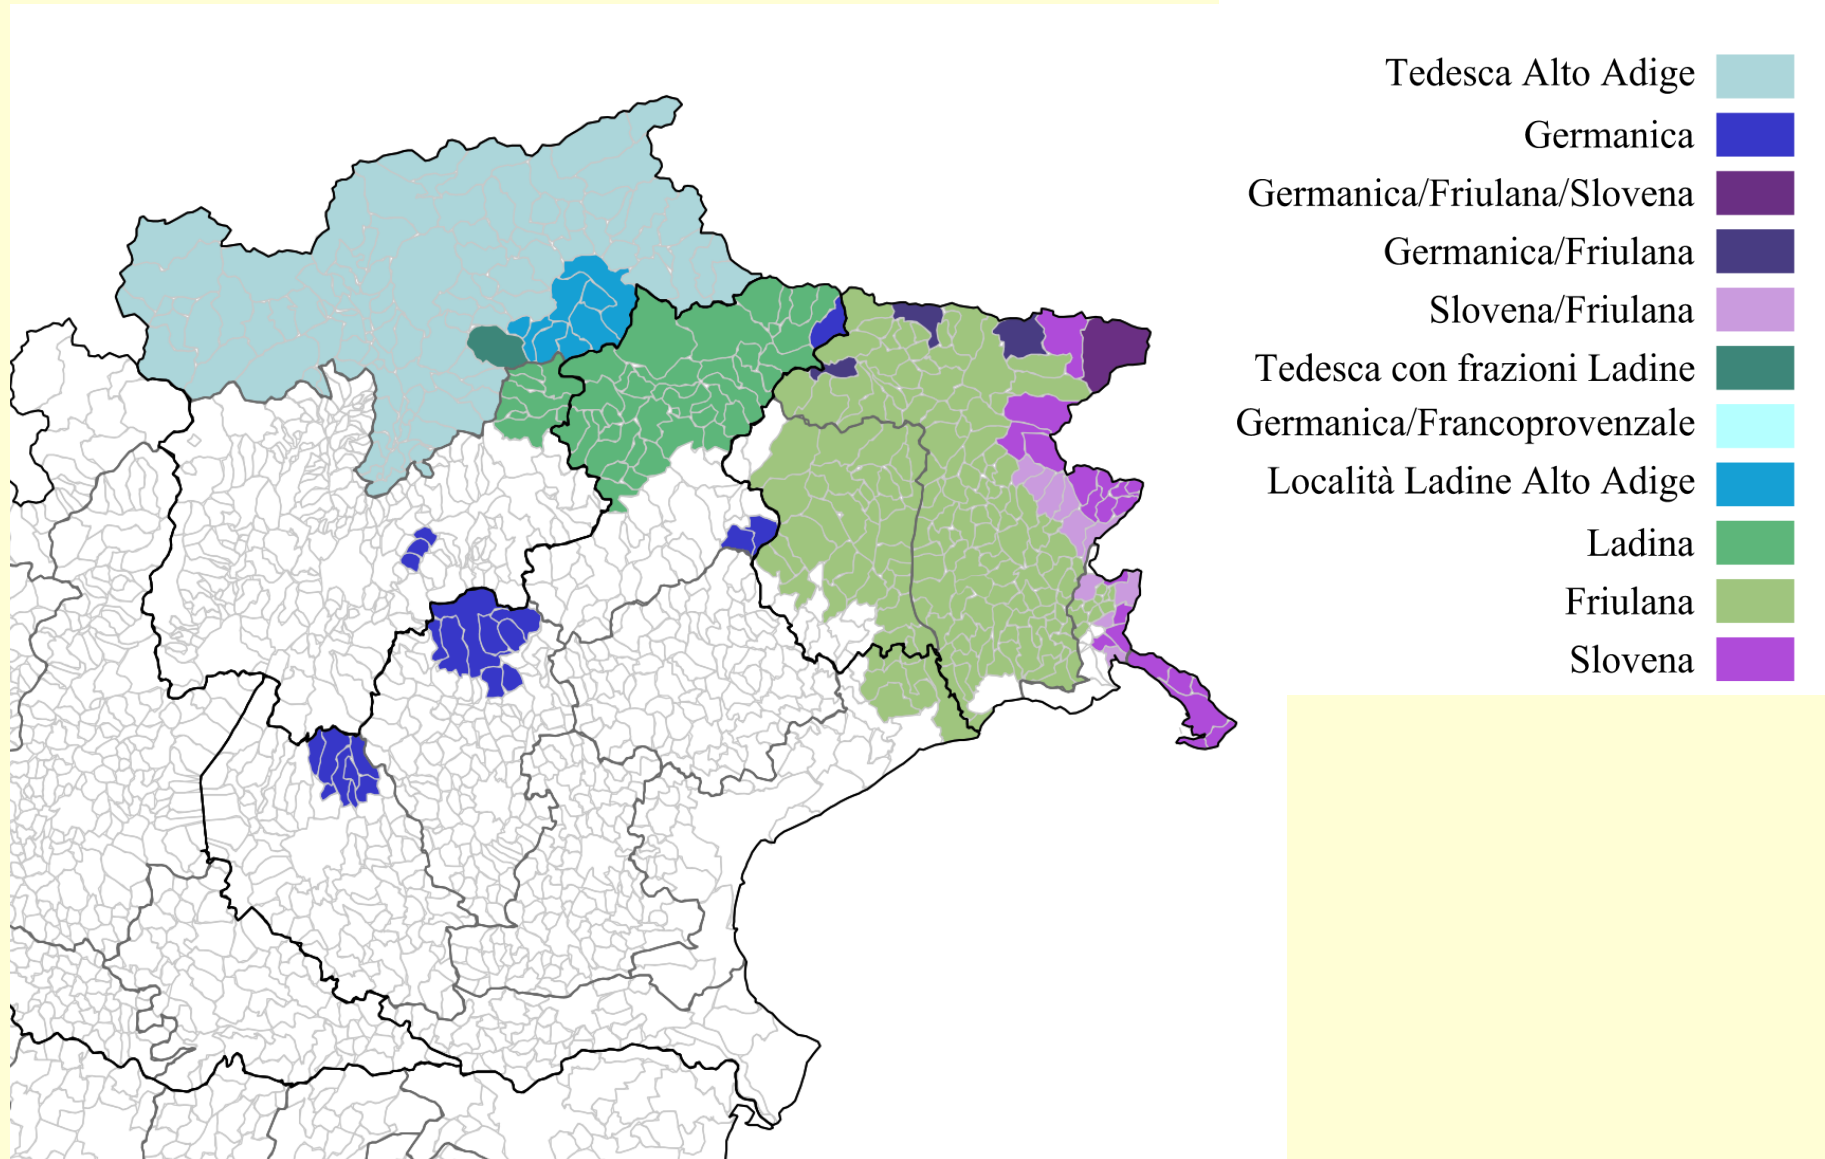 Tedesca Alto Adige
Germanica
Germanica/Friulana/Slovena
Germanica/Friulana
Slovena/Friulana
Tedesca con frazioni Ladine
Germanica/Francoprovenzale
Località Ladine Alto Adige
Ladina
Friulana
Slovena